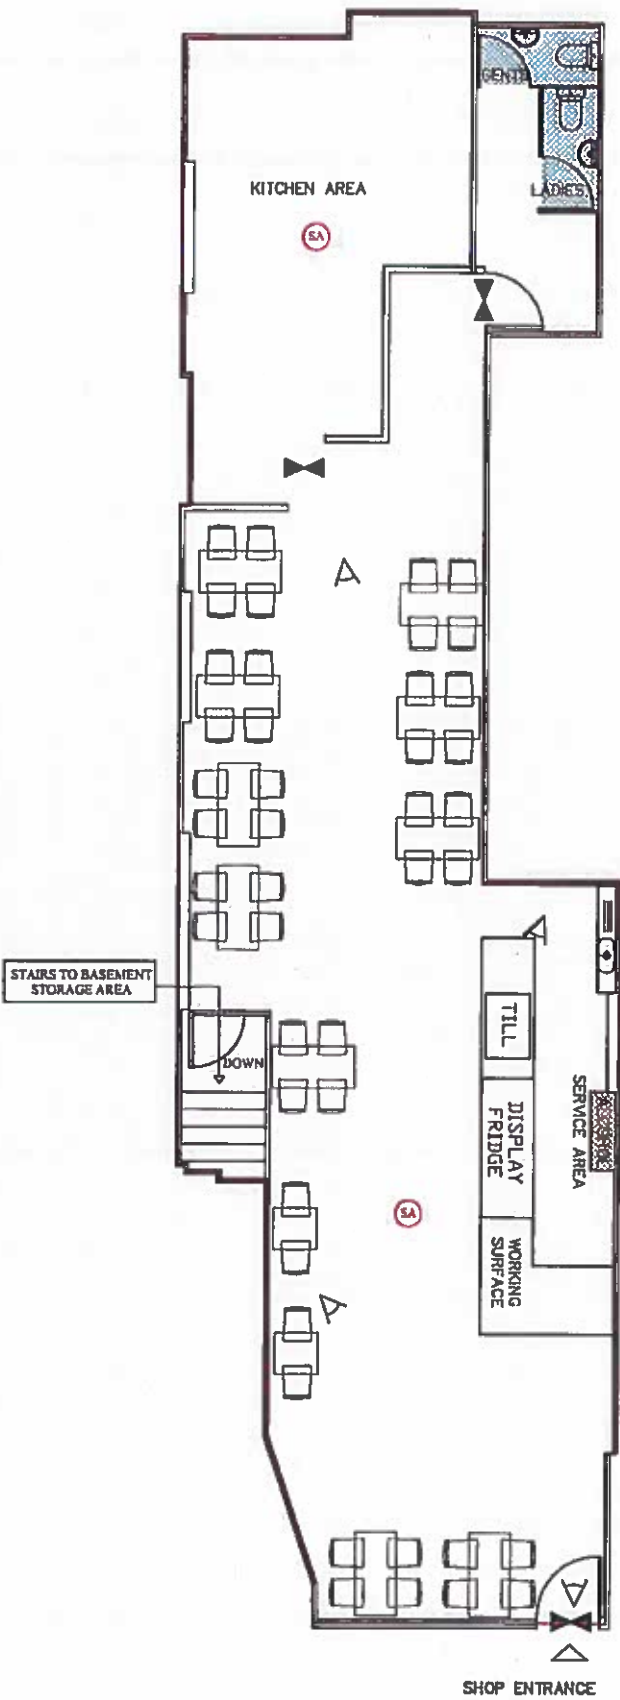 GENTS
LADIES
KITCHEN AREA
SA
STAIRS TO BASEMENT
STORAGE AREA
DOWN
TILL
SERVICE AREA
DISPLAY
FRIDGE
SA
WORKING
SURFACE
SHOP ENTRANCE